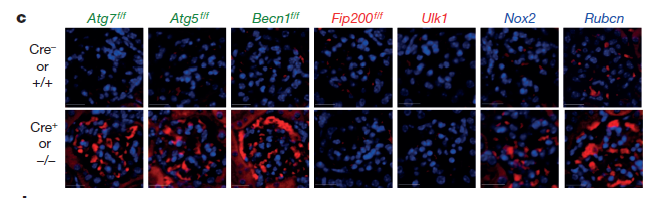 c Atg7f/f Atg5f/f Becn1f/f Fip200f/f Ulk1 Nox2 Rubcn
Cre–
or
+/+
Cre+
or
–/–